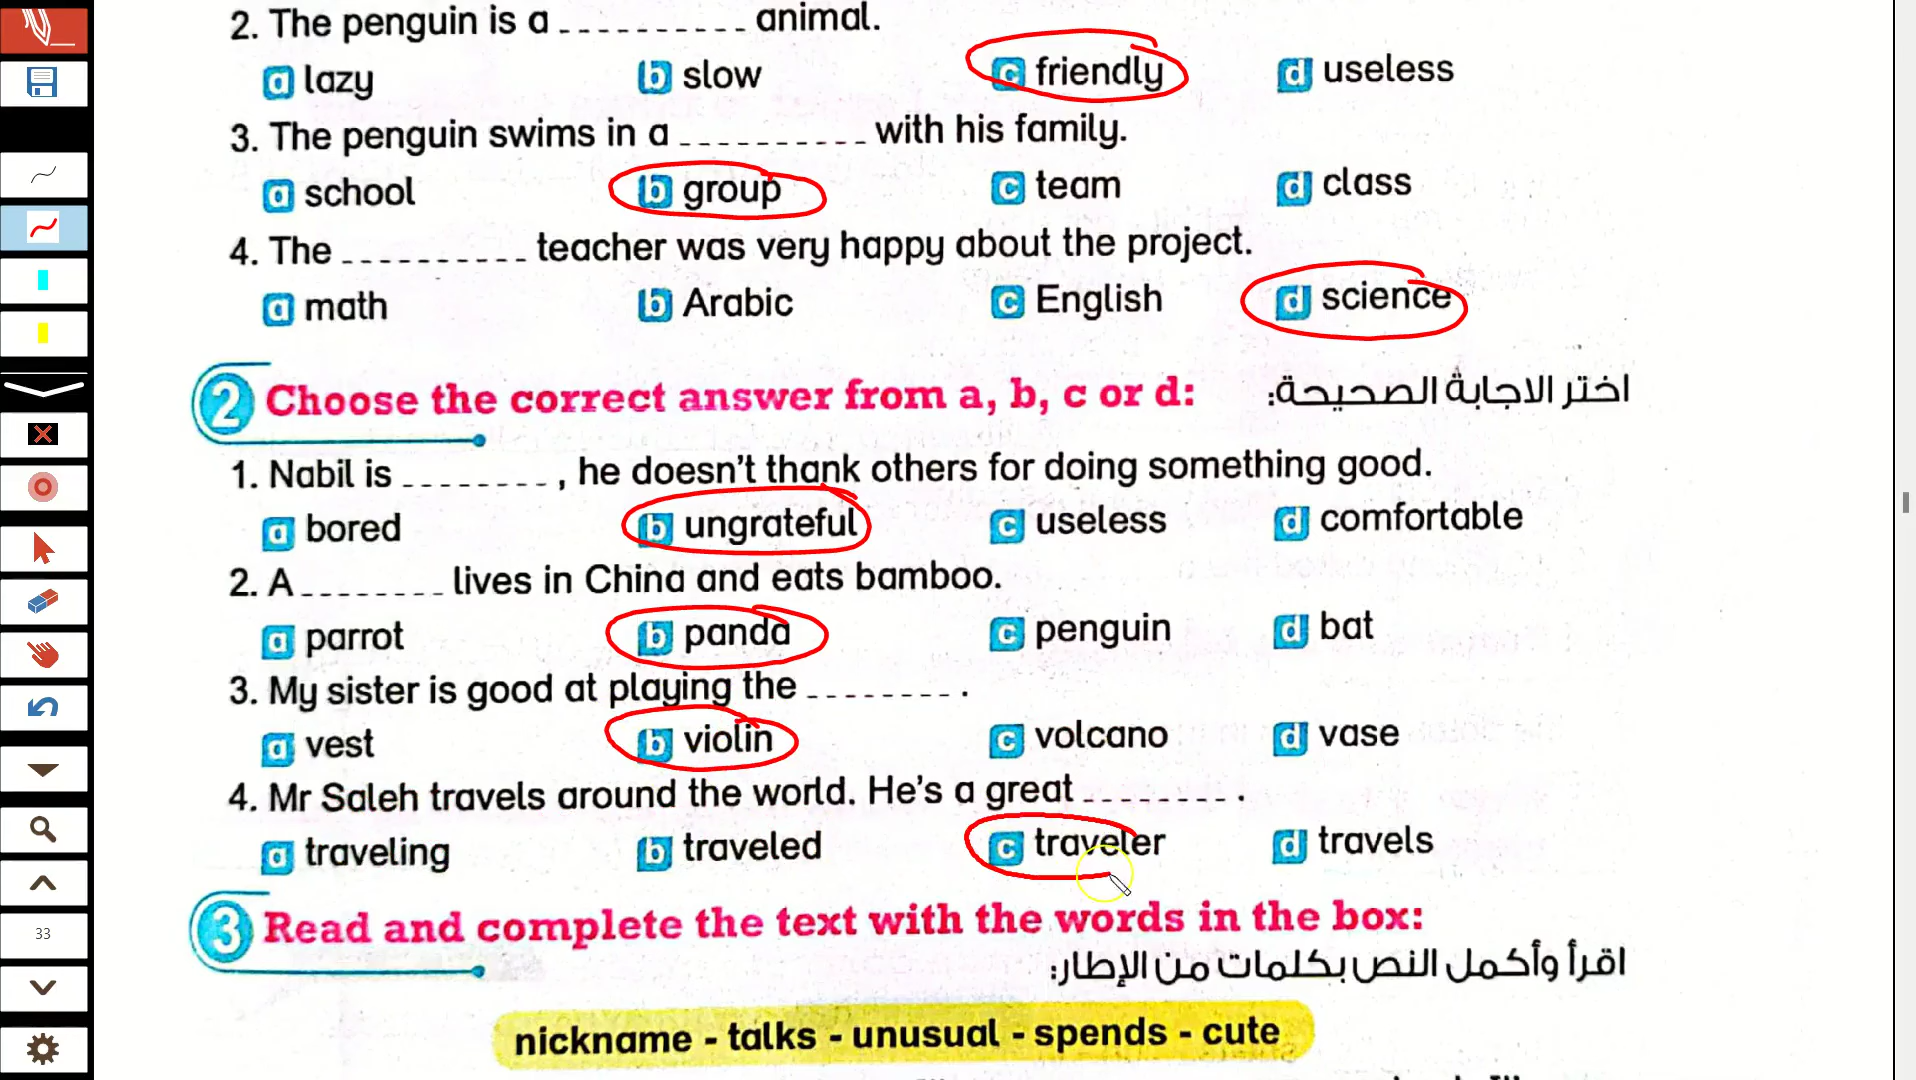 2. The penguin is a __________ animal.
a lazy b slow c friendly d useless
3. The penguin swims in a __________ with his family.
a school b group c team d class
4. The __________ teacher was very happy about the project.
a math b Arabic c English d science
2 Choose the correct answer from a, b, c or d: اختر الاجابة الصحيحة:
1. Nabil is ________ , he doesn't thank others for doing something good.
a bored b ungrateful c useless d comfortable
2. A ________ lives in China and eats bamboo.
a parrot b panda c penguin d bat
3. My sister is good at playing the ________ .
a vest b violin c volcano d vase
4. Mr Saleh travels around the world. He's a great ________ .
a traveling b traveled c traveler d travels
3 Read and complete the text with the words in the box:
اقرأ وأكمل النص بكلمات من الإطار:
nickname - talks - unusual - spends - cute
33